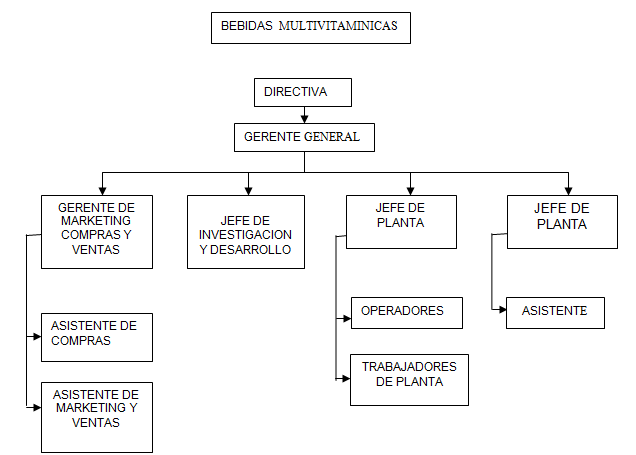 BEBIDAS MULTIVITAMINICAS
DIRECTIVA
GERENTE GENERAL
GERENTE DE
MARKETING
COMPRAS Y
VENTAS
JEFE DE
INVESTIGACION
Y DESARROLLO
JEFE DE
PLANTA
JEFE DE
PLANTA
ASISTENTE DE
COMPRAS
OPERADORES
ASISTENTE
ASISTENTE DE
MARKETING Y
VENTAS
TRABAJADORES
DE PLANTA